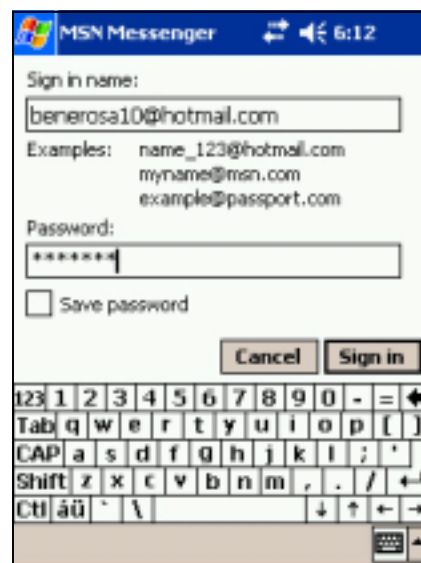 MSN Messenger 6:12
Sign in name:
benerosa10@hotmail.com
Examples: name_123@hotmail.com
myname@msn.com
example@passport.com
Password:
*******
Save password
Cancel Sign in
123 1 2 3 4 5 6 7 8 9 0 - =
Tab q w e r t y u i o p [ ]
CAP a s d f g h j k l ; '
Shift z x c v b n m , . /
Ctl áü ` \